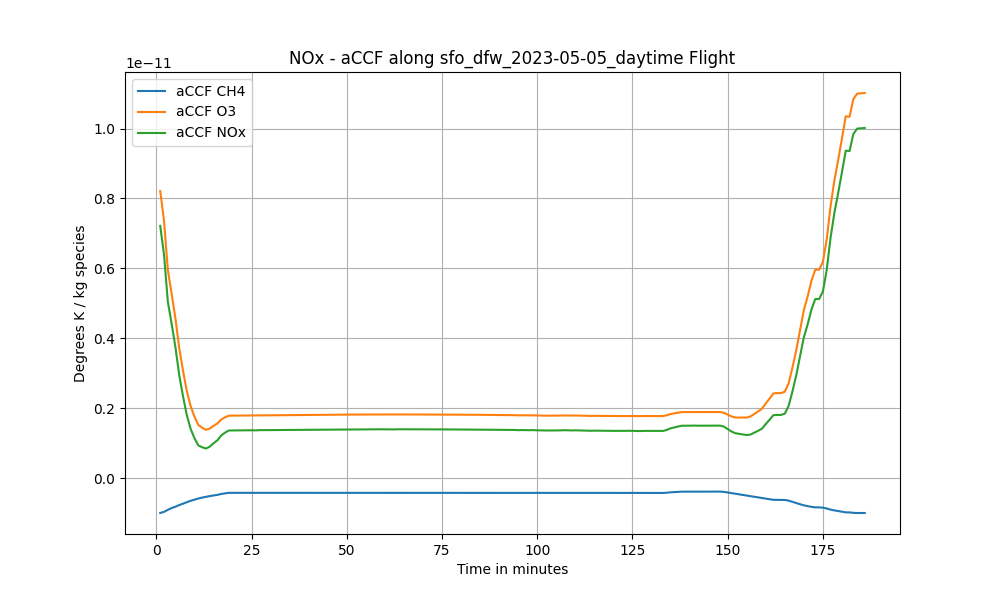 NOx - aCCF along sfo_dfw_2023-05-05_daytime Flight
1e−11
aCCF CH4
aCCF O3
aCCF NOx
1.0
0.8
0.6
0.4
0.2
0.0
Degrees K / kg species
0 25 50 75 100 125 150 175
Time in minutes